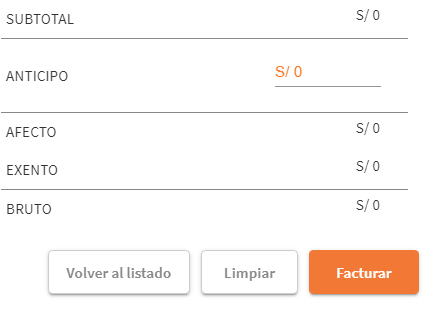 SUBTOTAL S/ 0
ANTICIPO S/ 0
AFECTO S/ 0
EXENTO S/ 0
BRUTO S/ 0
Volver al listado Limpiar Facturar